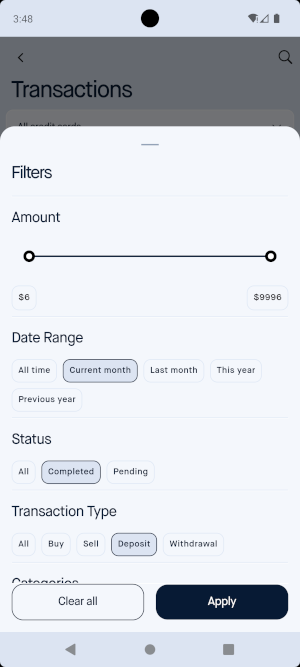 3:48
Transactions
All credit cards
Filters
Amount
$6 $9996
Date Range
All time Current month Last month This year
Previous year
Status
All Completed Pending
Transaction Type
All Buy Sell Deposit Withdrawal
Categories
Clear all Apply